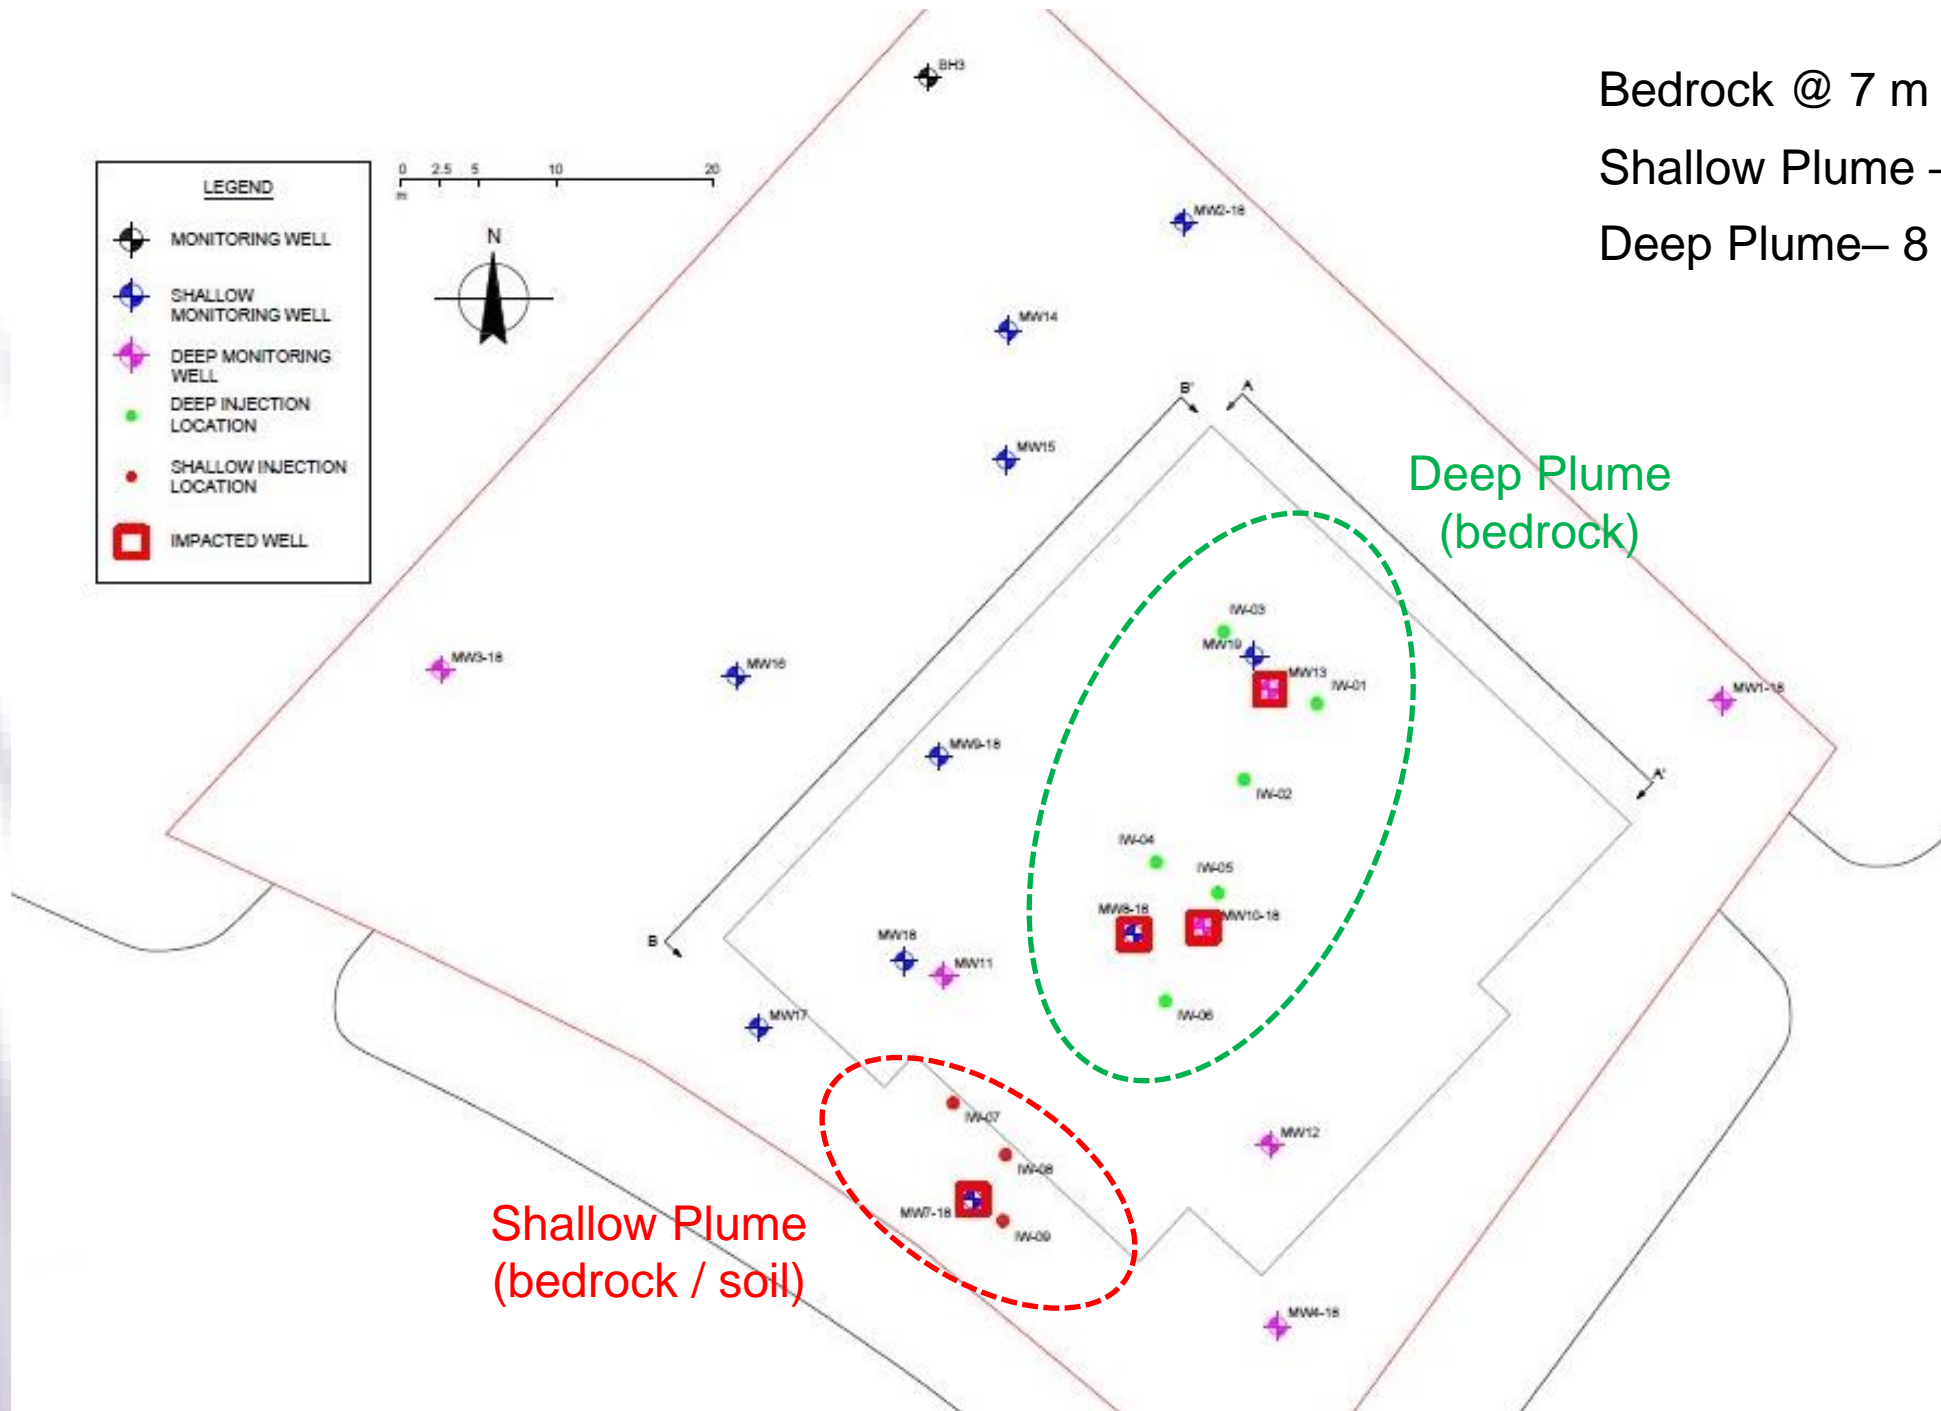 BH3
Bedrock @ 7 m
Shallow Plume –
Deep Plume– 8
LEGEND
MONITORING WELL
SHALLOW
MONITORING WELL
DEEP MONITORING
WELL
DEEP INJECTION
LOCATION
SHALLOW INJECTION
LOCATION
IMPACTED WELL
0 2.5 5 10 20
m
N
MW2-18
MW14
B' A
MW15
Deep Plume
(bedrock)
IW-03
MW19
MW13
IW-01
MW3-18
MW16
MW1-18
MW9-18
A'
IW-02
IW-04
IW-05
MW8-18
MW10-18
B
MW18
MW11
IW-06
MW17
IW-07
MW12
IW-08
MW7-18
IW-09
Shallow Plume
(bedrock / soil)
MW4-18